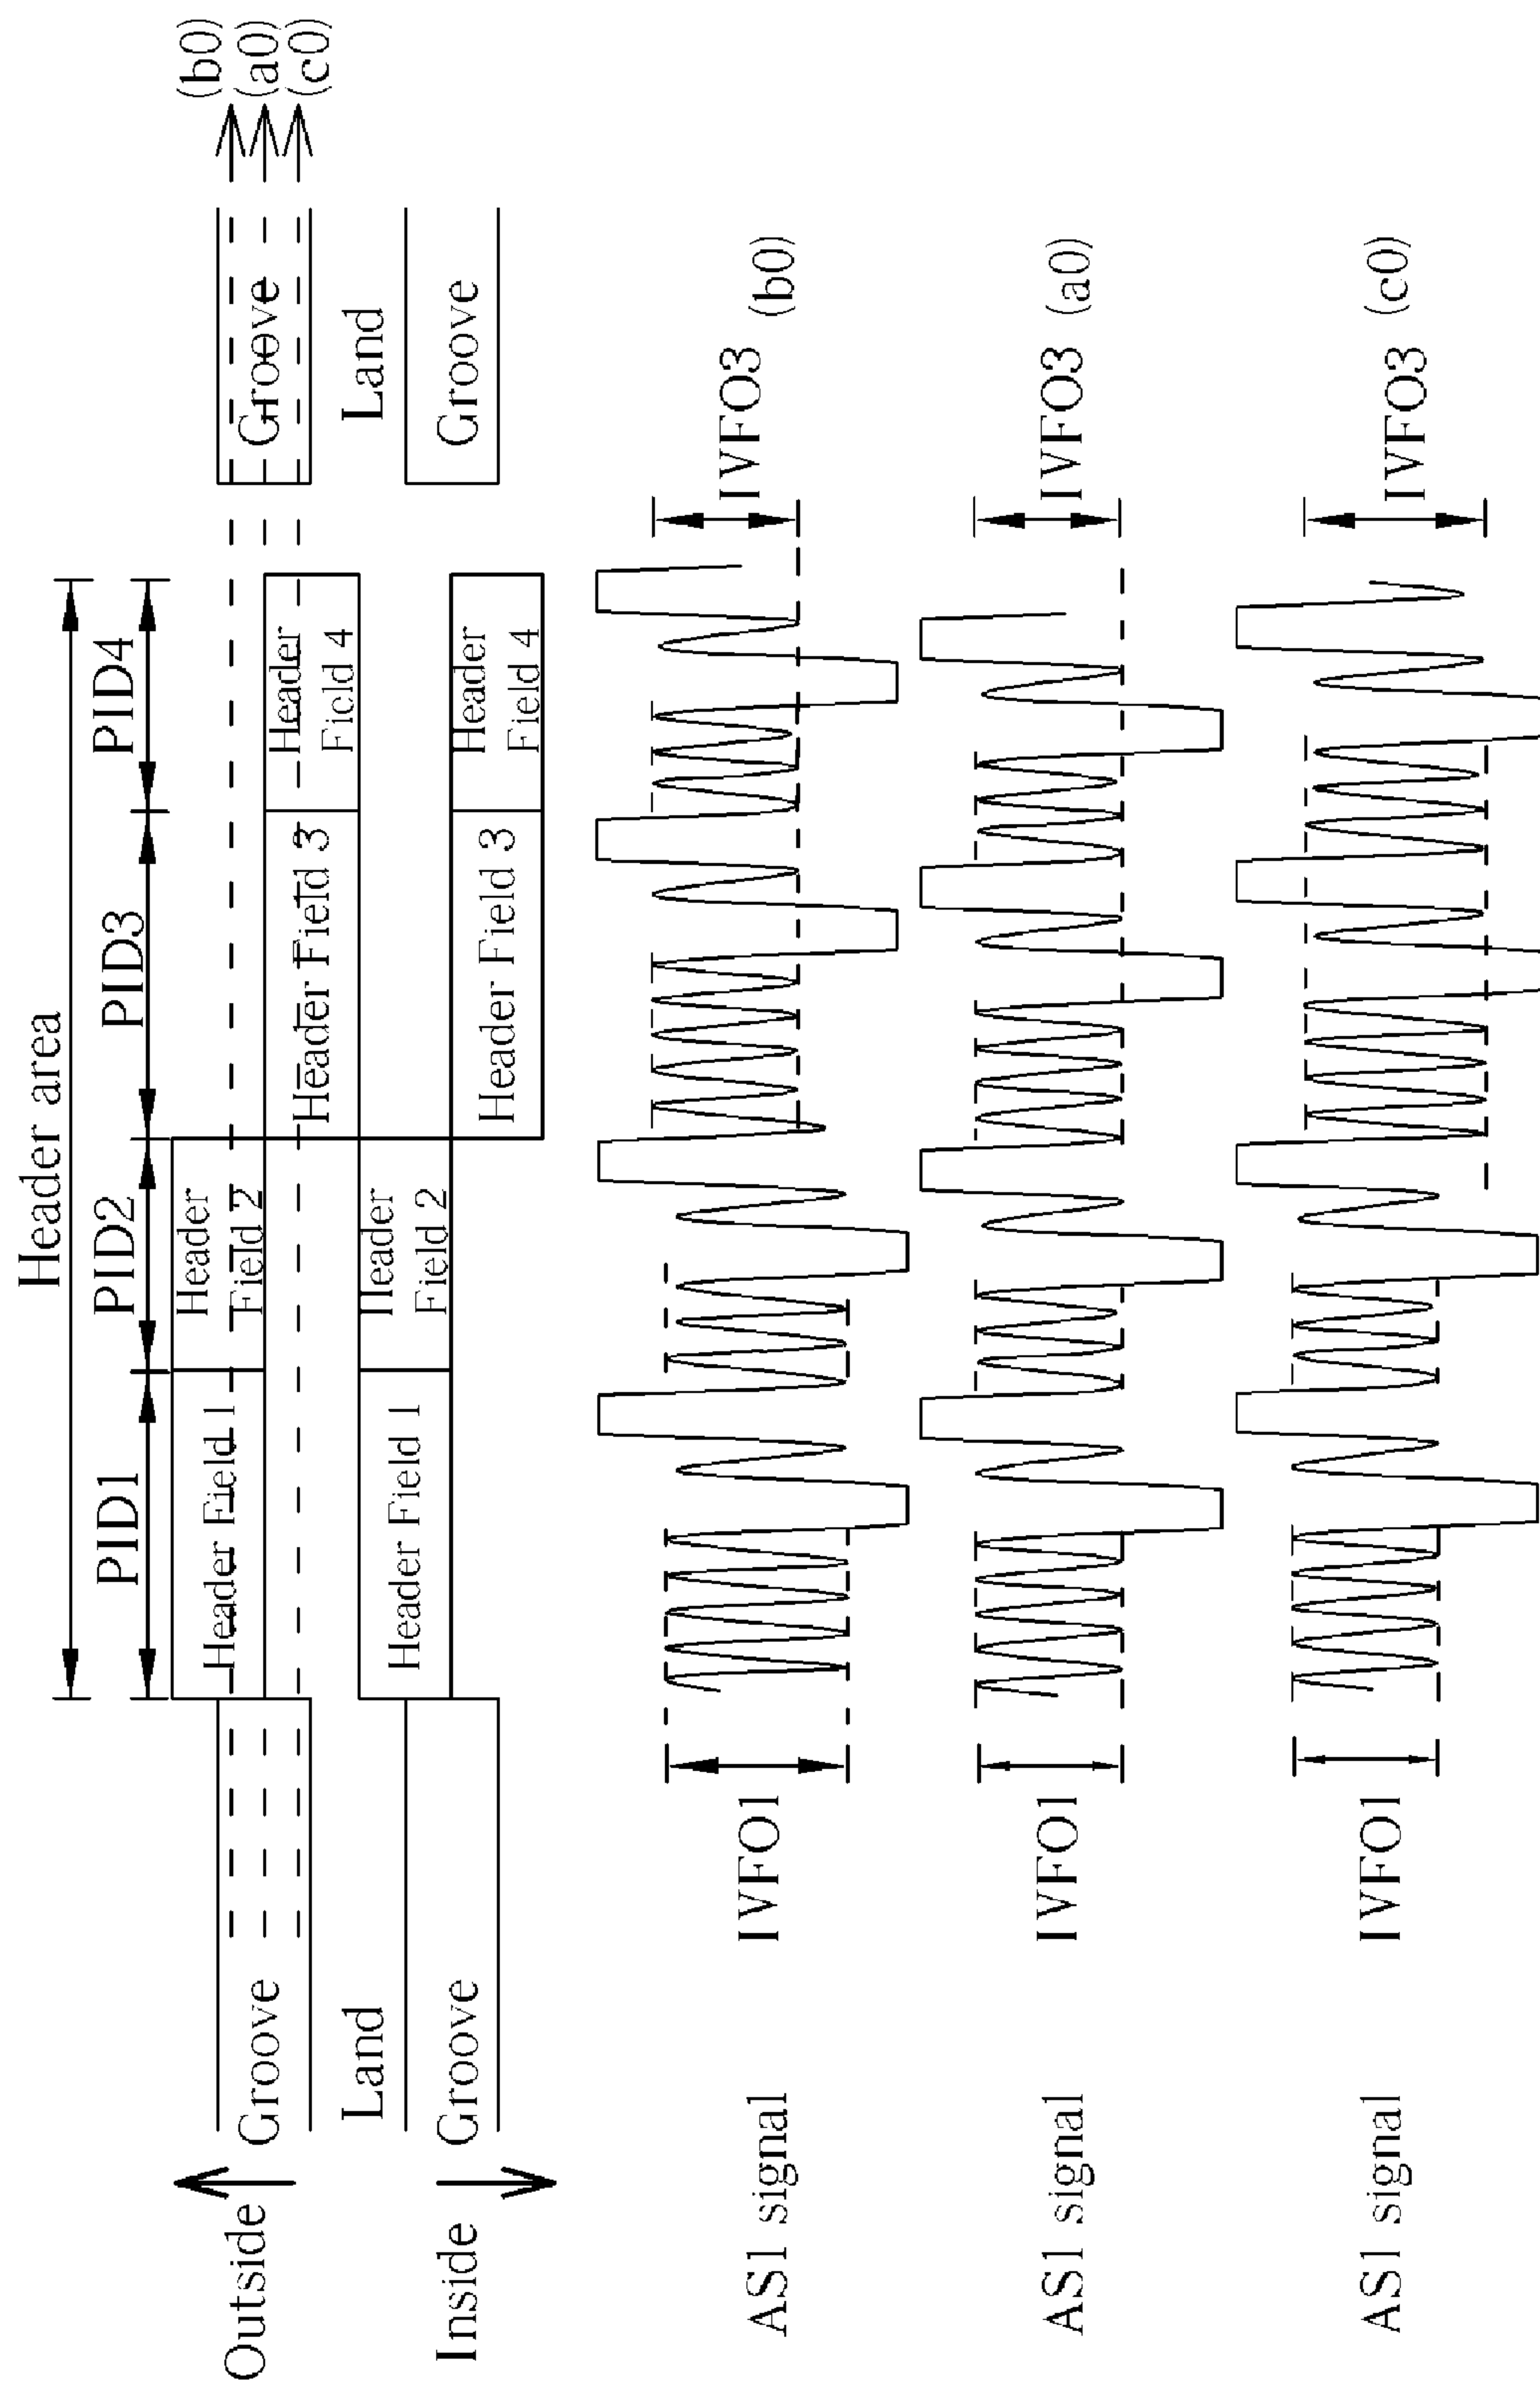 Header area
PID1
PID2
PID3
PID4
(b0)
(a0)
(c0)
Outside
Inside
Groove
Land
Groove
Header Field 1
Header
Field 2
Header Field 3
Header
Field 4
Header Field 1
Header
Field 2
Header Field 3
Header
Field 4
Groove
Land
Groove
AS1 signal
IVFO1
IVFO3
(b0)
AS1 signal
IVFO1
IVFO3
(a0)
AS1 signal
IVFO1
IVFO3
(c0)